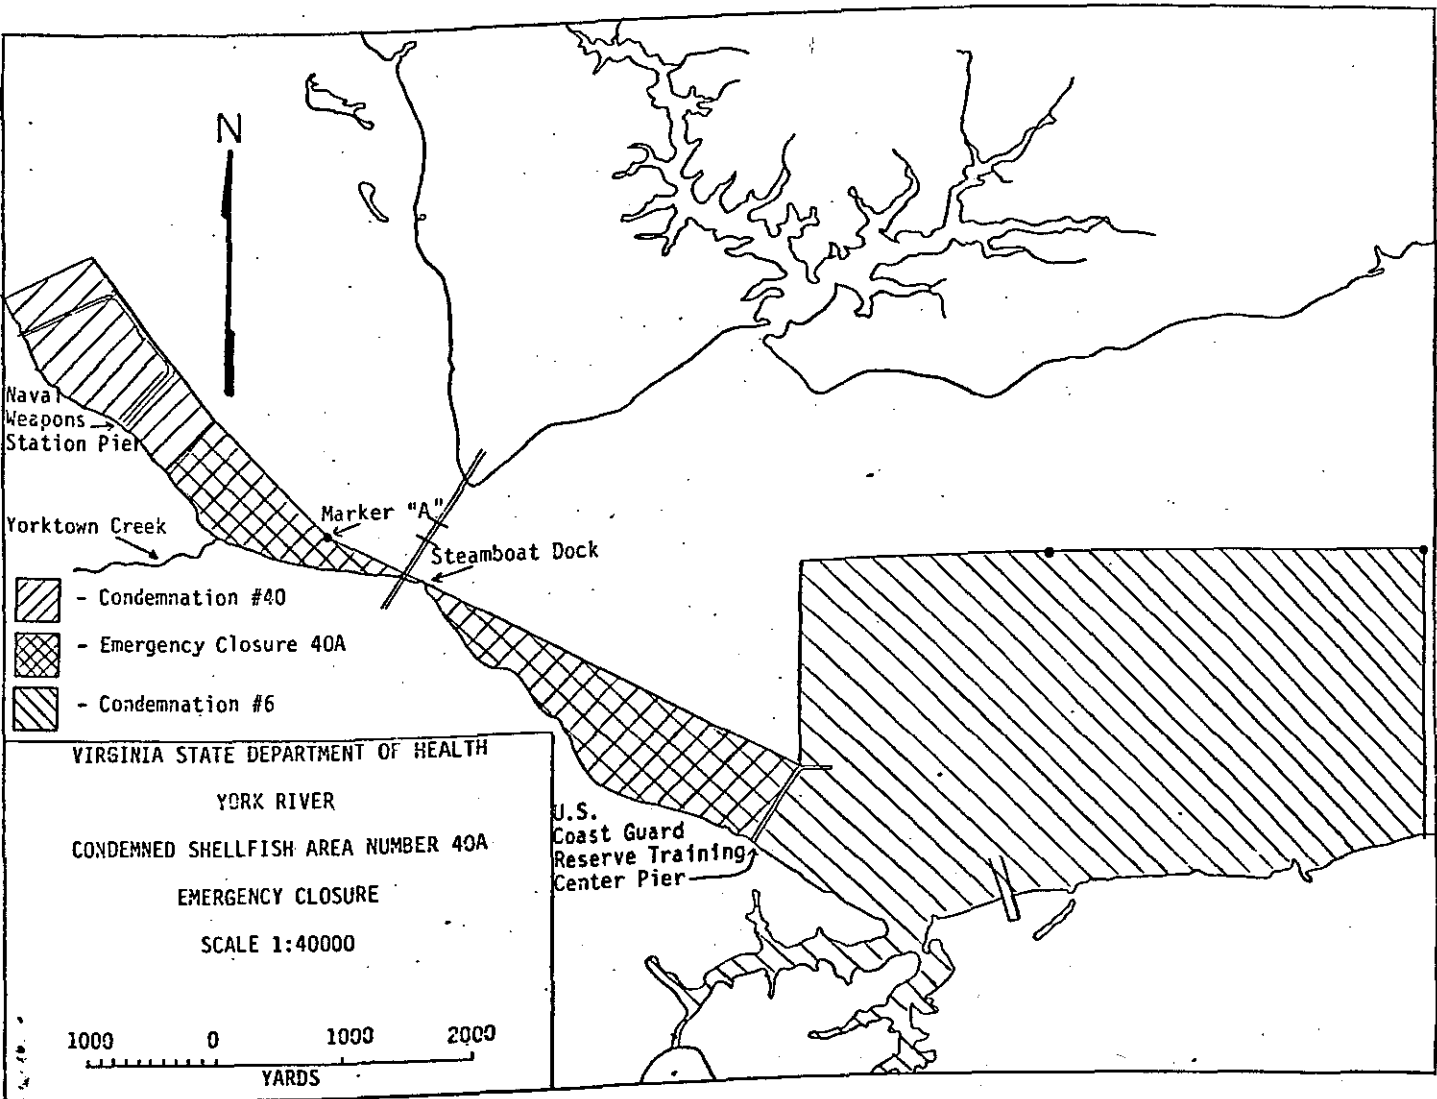 N
Naval
Weapons
Station Pier
Marker "A"
Yorktown Creek
Steamboat Dock
- Condemnation #40
- Emergency Closure 40A
- Condemnation #6
VIRGINIA STATE DEPARTMENT OF HEALTH
YORK RIVER
CONDEMNED SHELLFISH AREA NUMBER 40A
EMERGENCY CLOSURE
SCALE 1:40000
1000 0 1000 2000
YARDS
U.S.
Coast Guard
Reserve Training
Center Pier